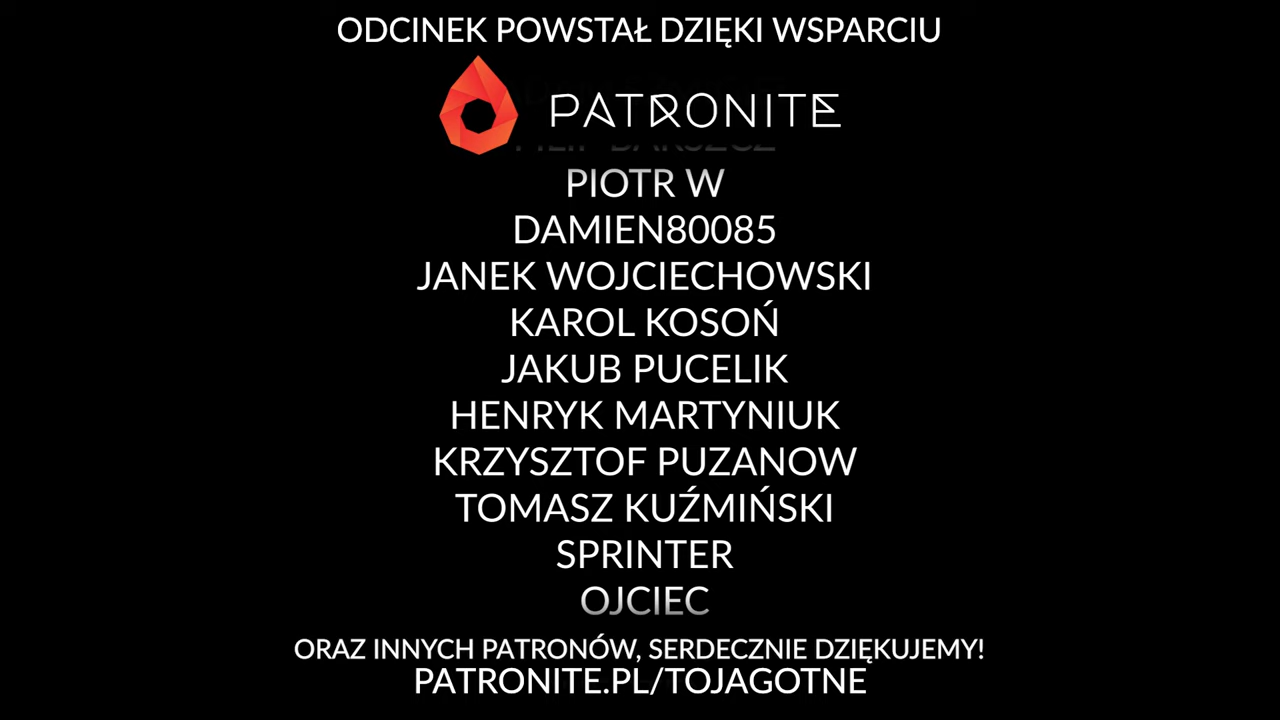 ODCINEK POWSTAŁ DZIĘKI WSPARCIU
PATRONITE
PIOTR W
DAMIEN80085
JANEK WOJCIECHOWSKI
KAROL KOSOŃ
JAKUB PUCELIK
HENRYK MARTYNIUK
KRZYSZTOF PUZANOW
TOMASZ KUŹMIŃSKI
SPRINTER
OJCIEC
ORAZ INNYCH PATRONÓW, SERDECZNIE DZIĘKUJEMY!
PATRONITE.PL/TOJAGOTNE